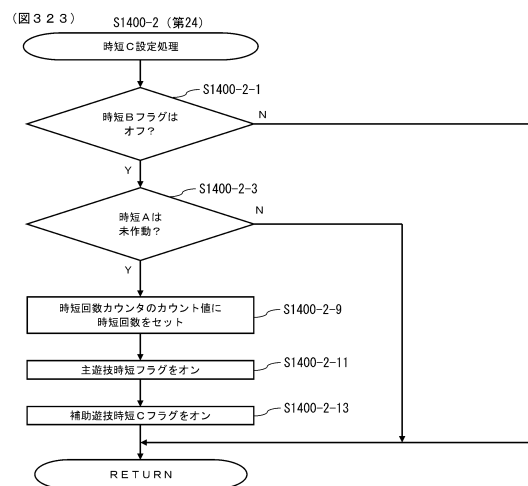 （図３２３）
S1400-2（第24）
時短Ｃ設定処理
S1400-2-1
時短Ｂフラグは
オフ？
Ｎ
Ｙ
S1400-2-3
時短Ａは
未作動？
Ｎ
Ｙ
時短回数カウンタのカウント値に
時短回数をセット
S1400-2-9
主遊技時短フラグをオン
S1400-2-11
補助遊技時短Ｃフラグをオン
S1400-2-13
ＲＥＴＵＲＮ